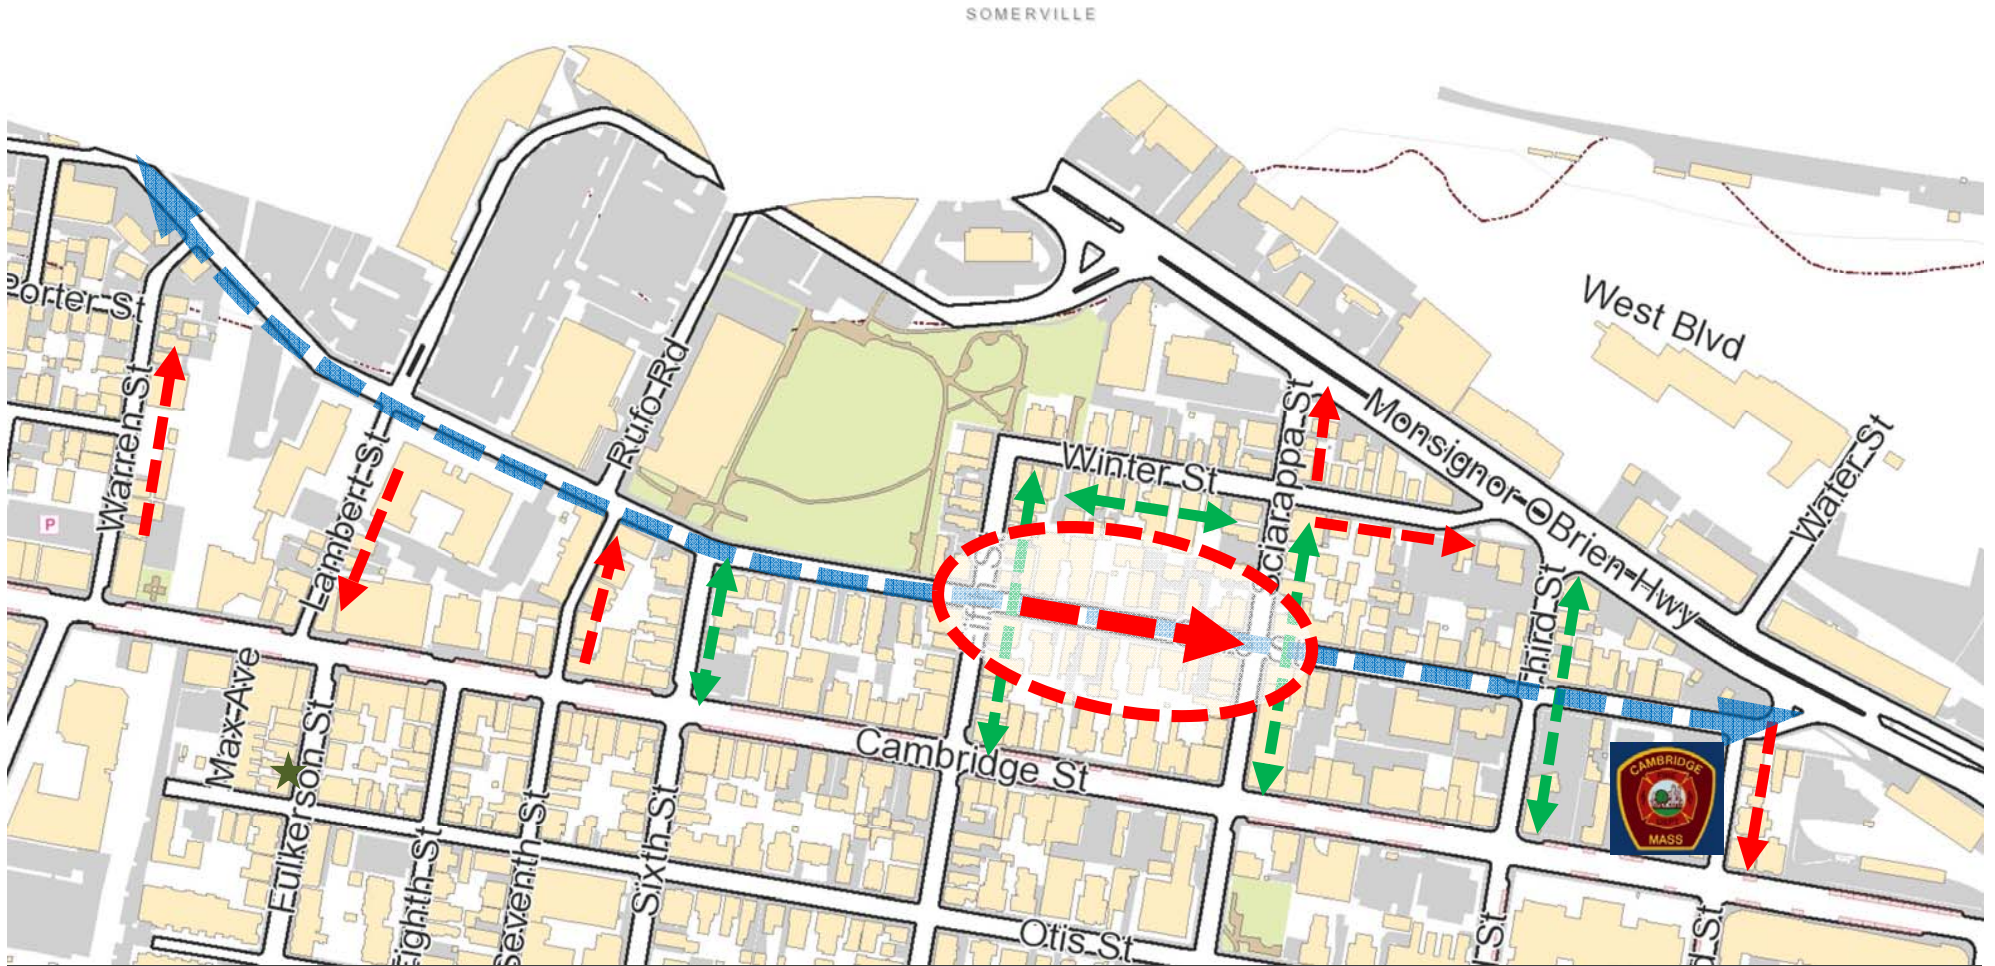 SOMERVILLE
West Blvd
Porter St
Rufo Rd
Warren St
Lambert St
Winter St
Sciarappa St
Monsignor OBrien Hwy
Water St
P
Third St
Max Ave
Cambridge St
CAMBRIDGE
MASS
Fulkerson St
Eighth St
Seventh St
Sixth St
Otis St
St
d St